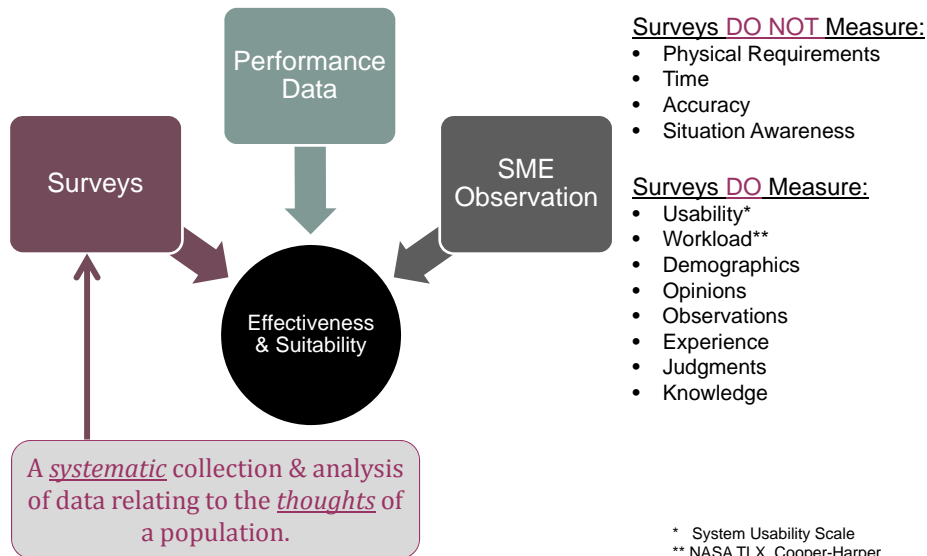 Performance
Data
Surveys
SME
Observation
Effectiveness
& Suitability
A systematic collection & analysis
of data relating to the thoughts of
a population.
Surveys DO NOT Measure:
• Physical Requirements
• Time
• Accuracy
• Situation Awareness
Surveys DO Measure:
• Usability*
• Workload**
• Demographics
• Opinions
• Observations
• Experience
• Judgments
• Knowledge
* System Usability Scale
** NASA TLX, Cooper-Harper